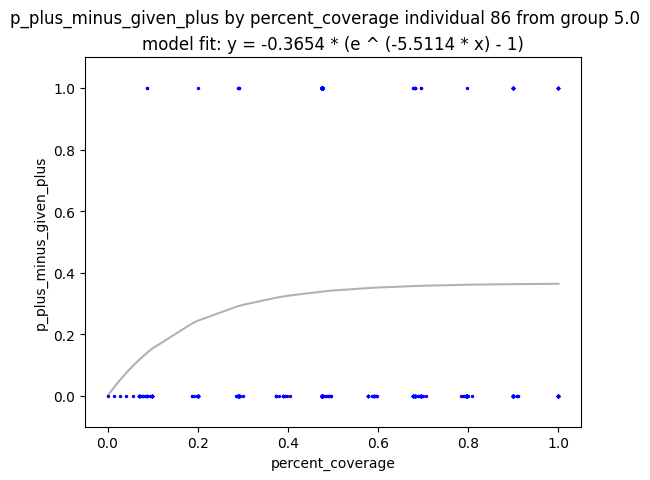 p_plus_minus_given_plus by percent_coverage individual 86 from group 5.0
model fit: y = -0.3654 * (e ^ (-5.5114 * x) - 1)
1.0
0.8
0.6
0.4
0.2
0.0
p_plus_minus_given_plus
0.0 0.2 0.4 0.6 0.8 1.0
percent_coverage